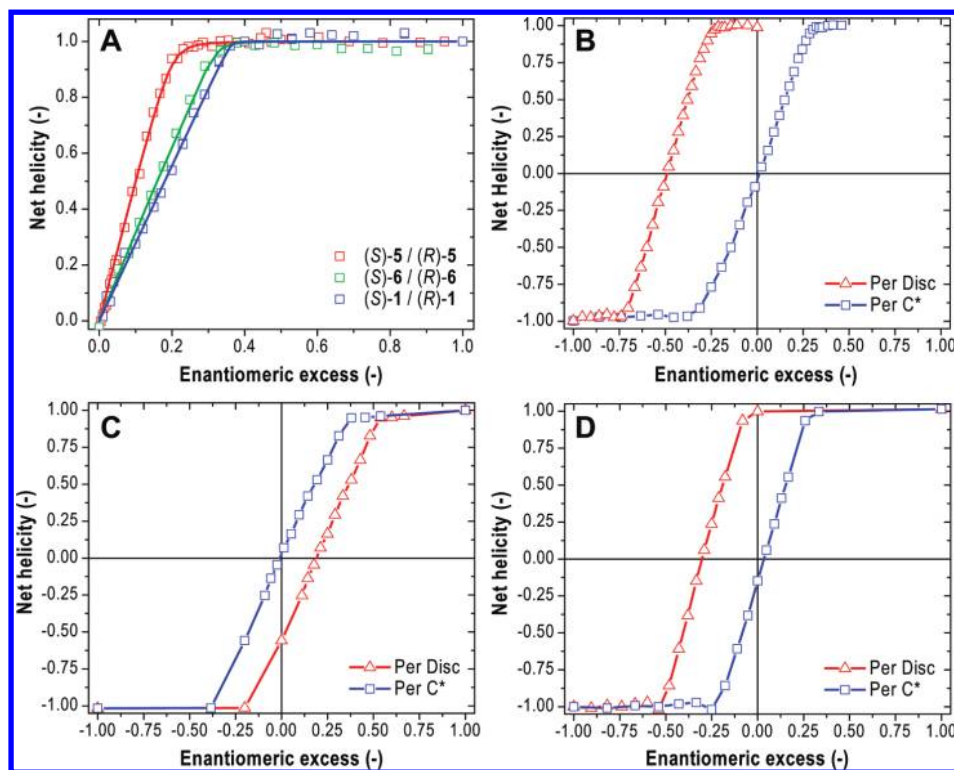 A
Net helicity (-)
1.0
0.8
0.6
0.4
0.2
0.0
(S)-5 / (R)-5
(S)-6 / (R)-6
(S)-1 / (R)-1
0.0 0.2 0.4 0.6 0.8 1.0
Enantiomeric excess (-)
B
Net Helicity (-)
1.00
0.75
0.50
0.25
0.00
-0.25
-0.50
-0.75
-1.00
Per Disc
Per C*
-1.00 -0.75 -0.50 -0.25 0.00 0.25 0.50 0.75 1.00
Enantiomeric excess (-)
C
Net helicity (-)
1.00
0.75
0.50
0.25
0.00
-0.25
-0.50
-0.75
-1.00
Per Disc
Per C*
-1.00 -0.75 -0.50 -0.25 0.00 0.25 0.50 0.75 1.00
Enantiomeric excess (-)
D
Net helicity (-)
1.00
0.75
0.50
0.25
0.00
-0.25
-0.50
-0.75
-1.00
Per Disc
Per C*
-1.00 -0.75 -0.50 -0.25 0.00 0.25 0.50 0.75 1.00
Enantiomeric excess (-)